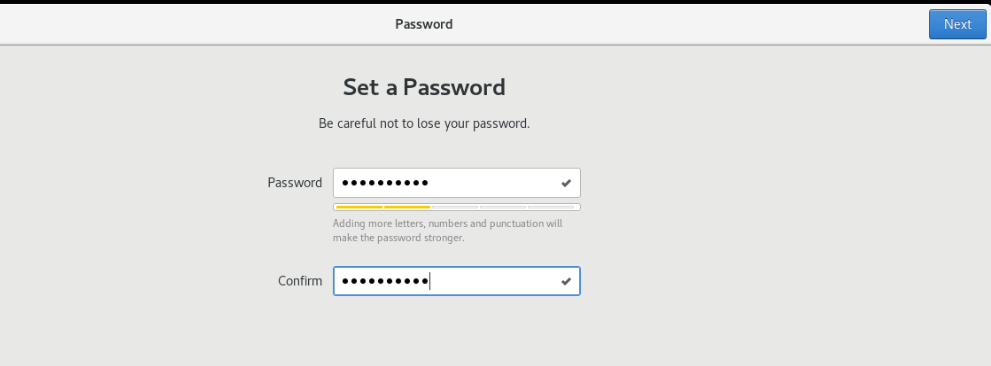 Password
Next
Set a Password
Be careful not to lose your password.
Password ●●●●●●●●●●
Adding more letters, numbers and punctuation will
make the password stronger.
Confirm ●●●●●●●●●●